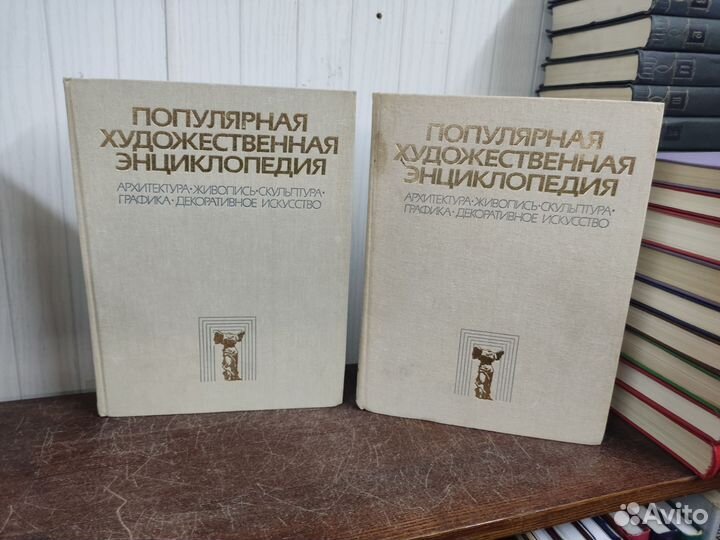 ПОПУЛЯРНАЯ
ХУДОЖЕСТВЕННАЯ
ЭНЦИКЛОПЕДИЯ
АРХИТЕКТУРА · ЖИВОПИСЬ · СКУЛЬПТУРА ·
ГРАФИКА · ДЕКОРАТИВНОЕ ИСКУССТВО
ПОПУЛЯРНАЯ
ХУДОЖЕСТВЕННАЯ
ЭНЦИКЛОПЕДИЯ
АРХИТЕКТУРА · ЖИВОПИСЬ · СКУЛЬПТУРА ·
ГРАФИКА · ДЕКОРАТИВНОЕ ИСКУССТВО
Avito